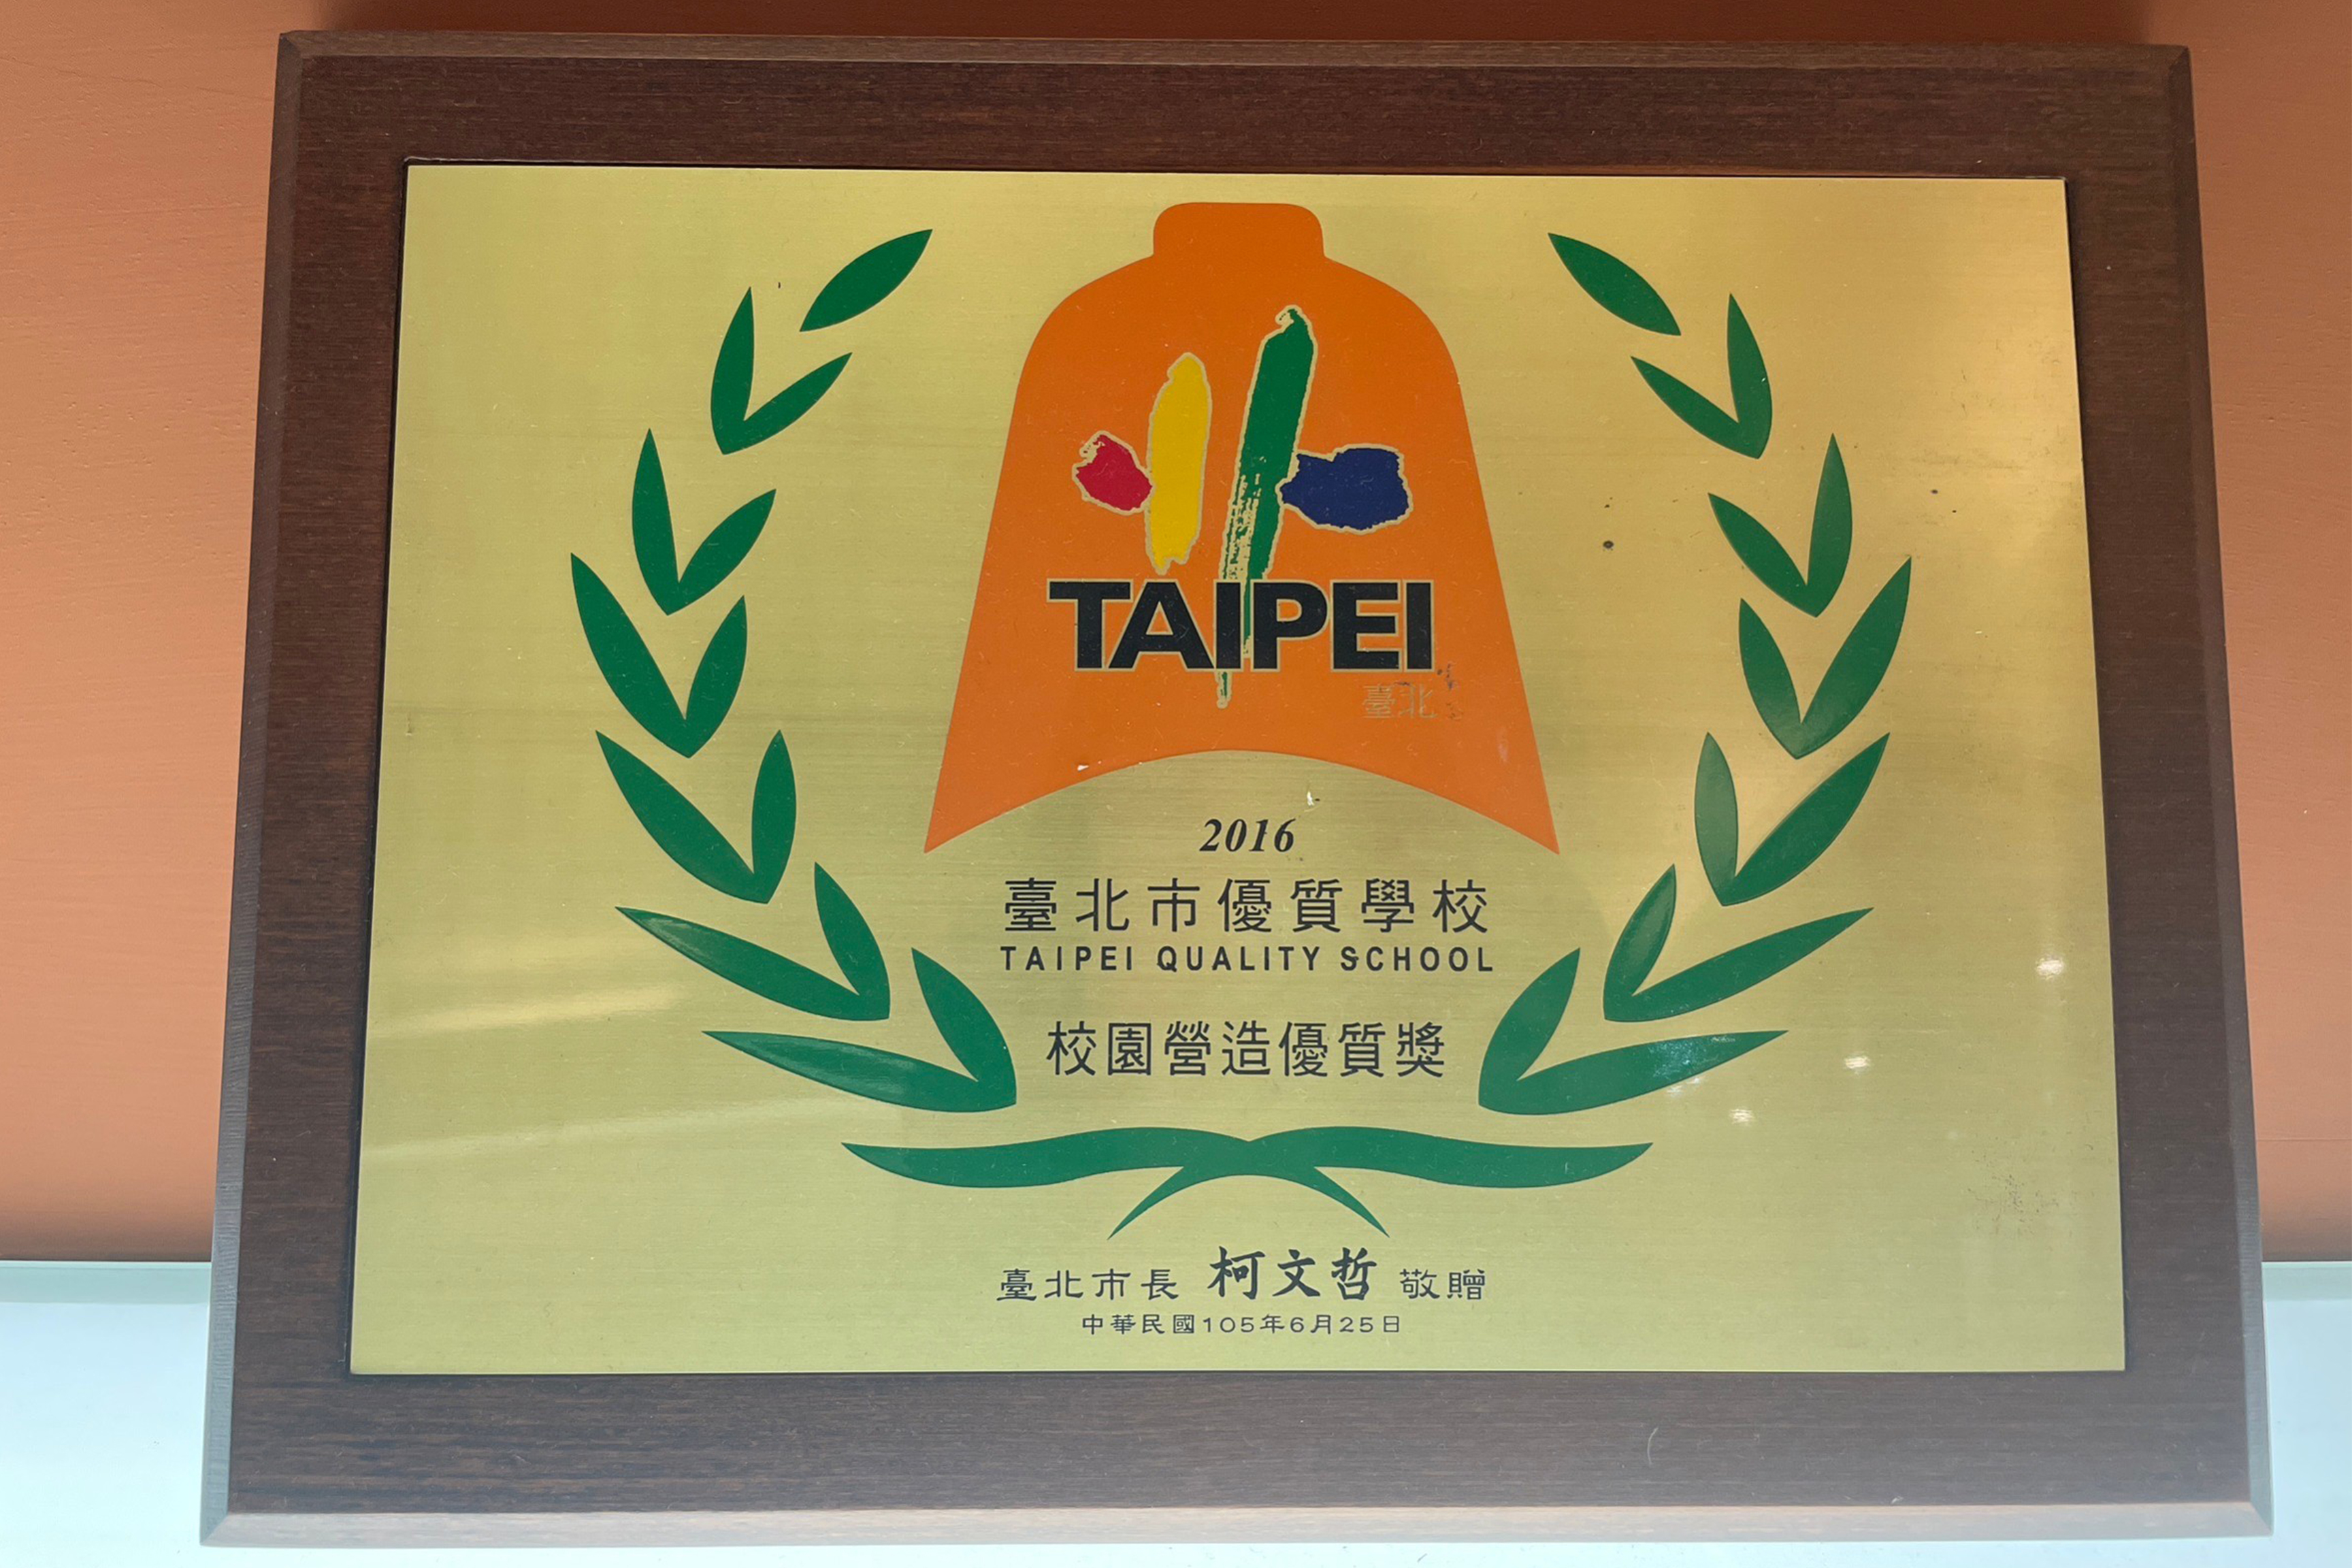 TAIPEI
臺北
2016
臺北市優質學校
TAIPEI QUALITY SCHOOL
校園營造優質獎
臺北市長 柯文哲 敬贈
中華民國105年6月25日